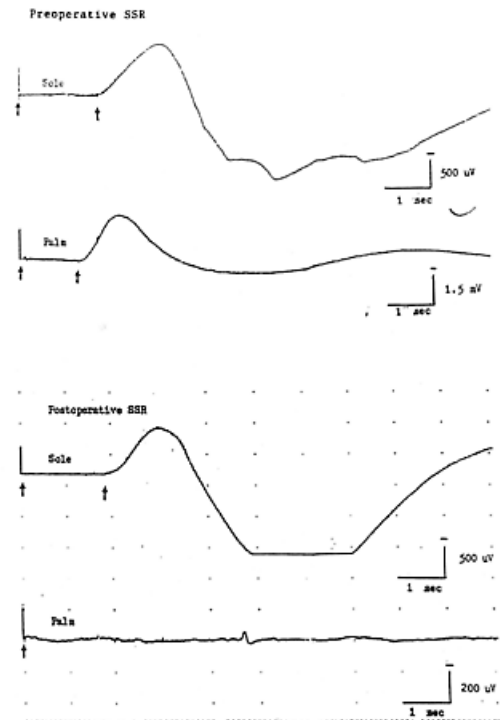 Preoperative SSR
Sole
500 uV
1 sec
Palm
1.5 mV
1 sec
Postoperative SSR
Sole
500 uV
1 sec
Palm
200 uV
1 sec